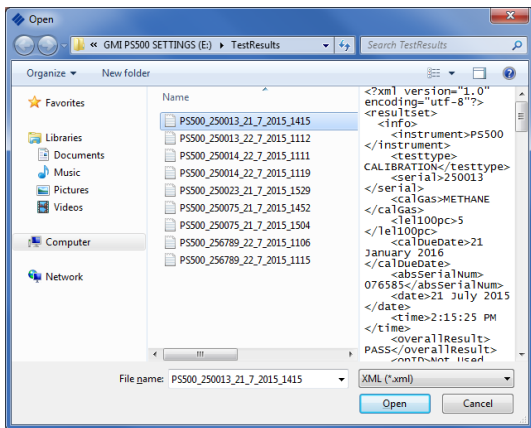 Open
« GMI PS500 SETTINGS (E:) ▸ TestResults
Search TestResults
Organize ▾
New folder
Favorites
Libraries
Documents
Music
Pictures
Videos
Computer
Network
Name
PS500_250013_21_7_2015_1415
PS500_250013_22_7_2015_1112
PS500_250014_22_7_2015_1111
PS500_250014_22_7_2015_1119
PS500_250023_21_7_2015_1529
PS500_250075_21_7_2015_1452
PS500_250075_21_7_2015_1504
PS500_256789_22_7_2015_1106
PS500_256789_22_7_2015_1115
<?xml version="1.0"
encoding="utf-8"?>
<resultset>
<info>
<instrument>PS500
</instrument>
<testtype>
CALIBRATION</testtype>
<serial>250013
</serial>
<calGas>METHANE
</calGas>
<lel100pc>5
</lel100pc>
<calDueDate>21
January 2016
</calDueDate>
<absSerialNum>
076585</absSerialNum>
<date>21 July 2015
</date>
<time>2:15:25 PM
</time>
<overallResult>
PASS</overallResult>
<opID>Not Used
File name:
PS500_250013_21_7_2015_1415
XML (*.xml)
Open
Cancel